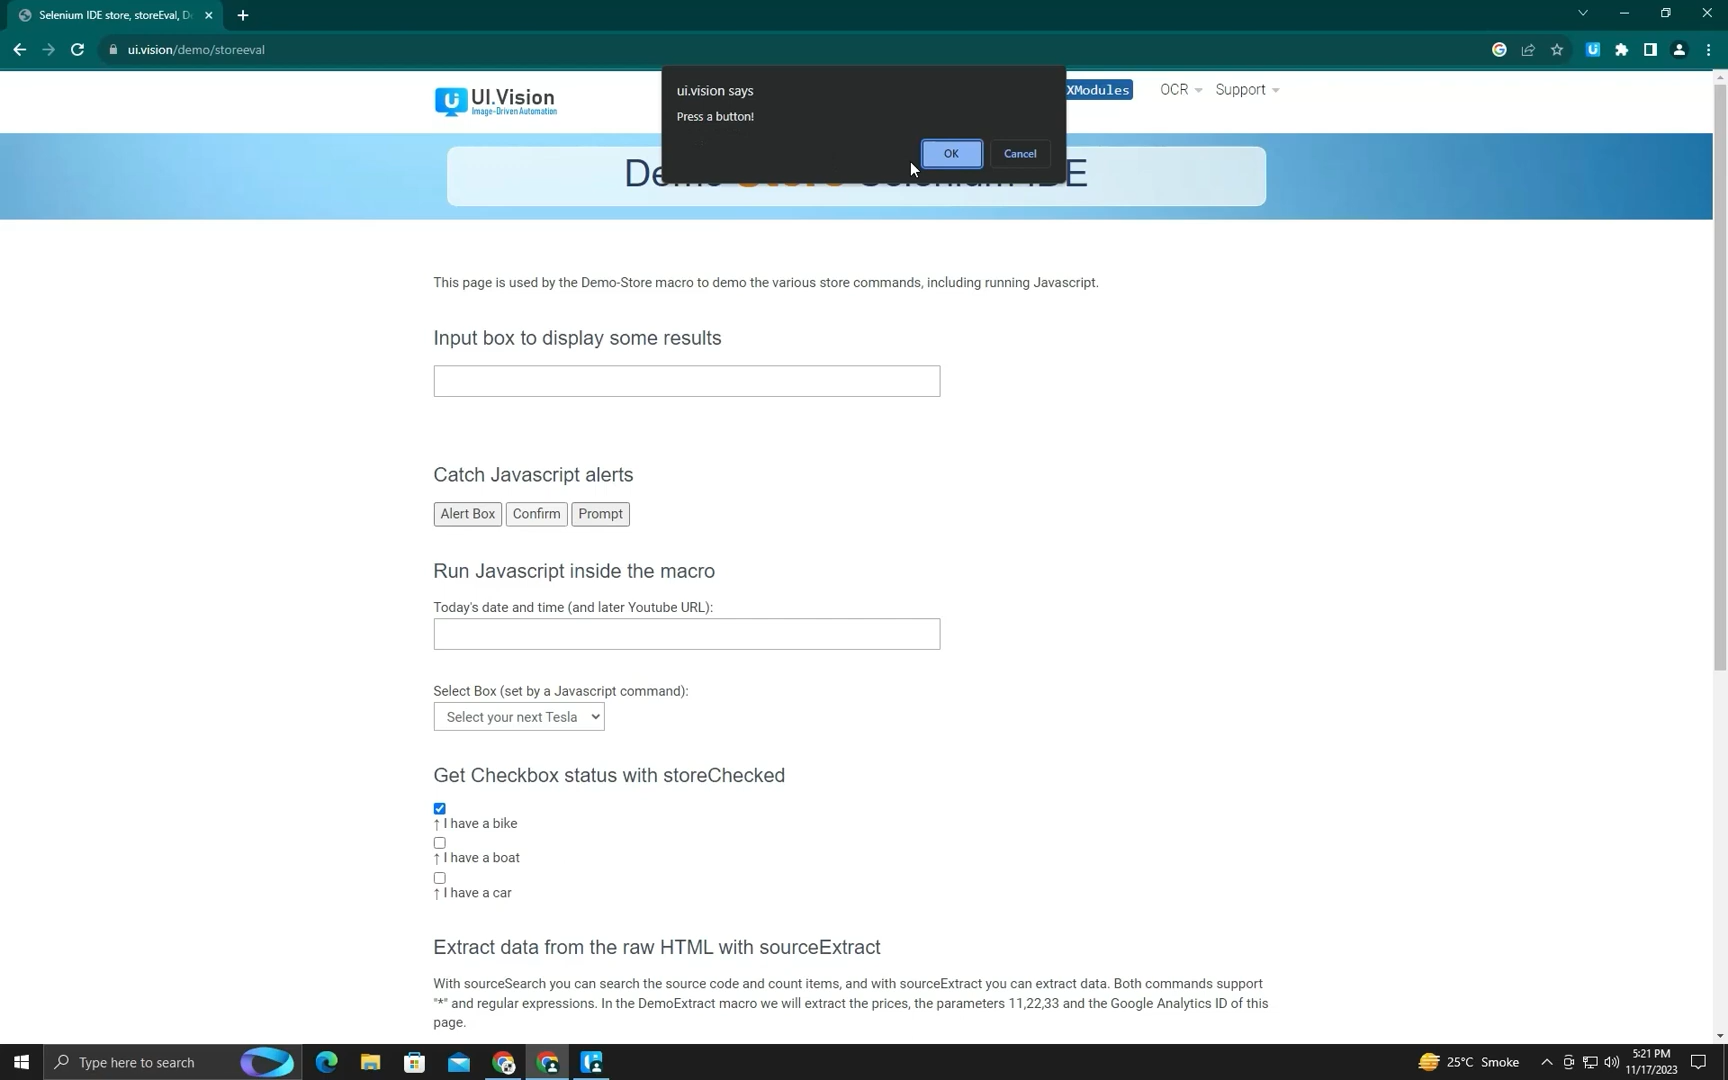 Selenium IDE store, storeEval, De
ui.vision/demo/storeeval
UI.Vision
Image-Driven Automation
ui.vision says
Press a button!
OK
Cancel
XModules
OCR
Support
Demo Store Selenium IDE
This page is used by the Demo-Store macro to demo the various store commands, including running Javascript.
Input box to display some results
Catch Javascript alerts
Alert Box
Confirm
Prompt
Run Javascript inside the macro
Today's date and time (and later Youtube URL):
Select Box (set by a Javascript command):
Select your next Tesla
Get Checkbox status with storeChecked
↑ I have a bike
↑ I have a boat
↑ I have a car
Extract data from the raw HTML with sourceExtract
With sourceSearch you can search the source code and count items, and with sourceExtract you can extract data. Both commands support
"*" and regular expressions. In the DemoExtract macro we will extract the prices, the parameters 11,22,33 and the Google Analytics ID of this
page.
Type here to search
25°C Smoke
5:21 PM
11/17/2023